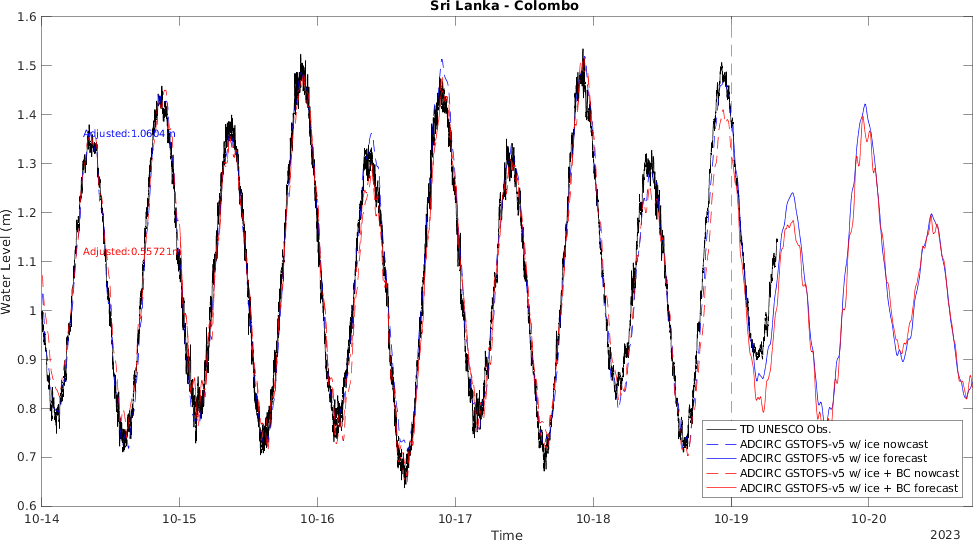 Sri Lanka - Colombo
1.6
1.5
1.4
1.3
1.2
1.1
1
0.9
0.8
0.7
0.6
Water Level (m)
Adjusted:1.0604m
Adjusted:0.55721m
TD UNESCO Obs.
ADCIRC GSTOFS-v5 w/ ice nowcast
ADCIRC GSTOFS-v5 w/ ice forecast
ADCIRC GSTOFS-v5 w/ ice + BC nowcast
ADCIRC GSTOFS-v5 w/ ice + BC forecast
10-14 10-15 10-16 10-17 10-18 10-19 10-20
Time
2023